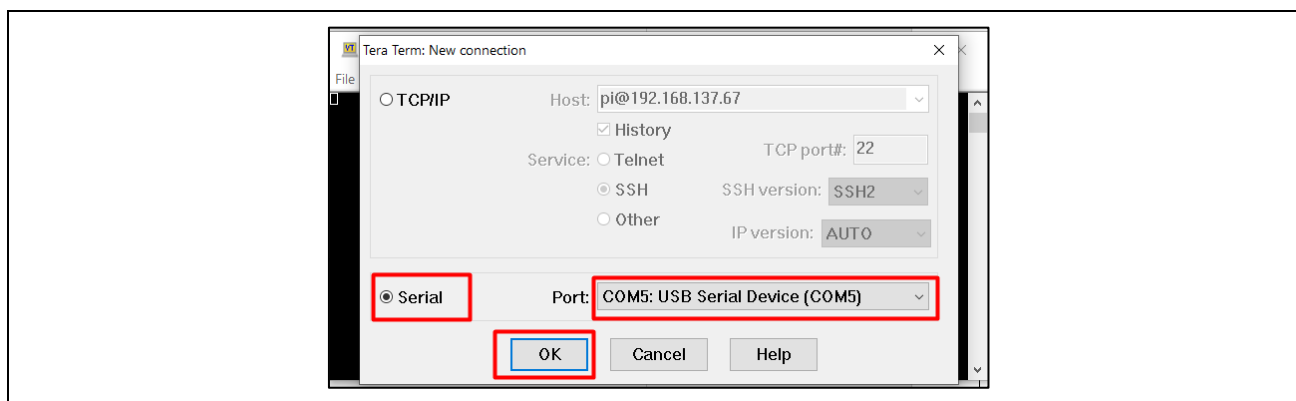 VT Tera Term: New connection
File
TCP/IP Host: pi@192.168.137.67
History
Service: Telnet TCP port#: 22
SSH SSH version: SSH2
Other IP version: AUTO
Serial Port: COM5: USB Serial Device (COM5)
OK Cancel Help